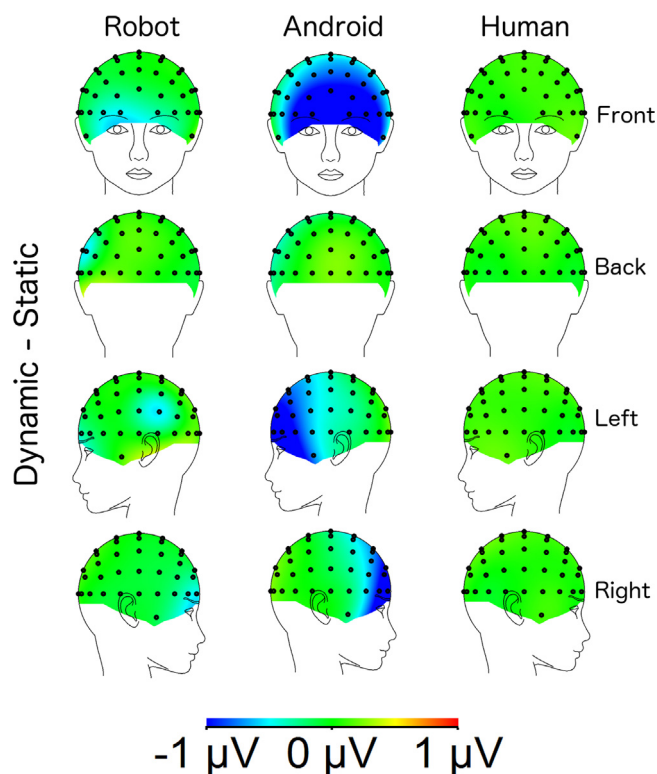 Robot Android Human
Front
Back
Dynamic - Static
Left
Right
-1 μV 0 μV 1 μV